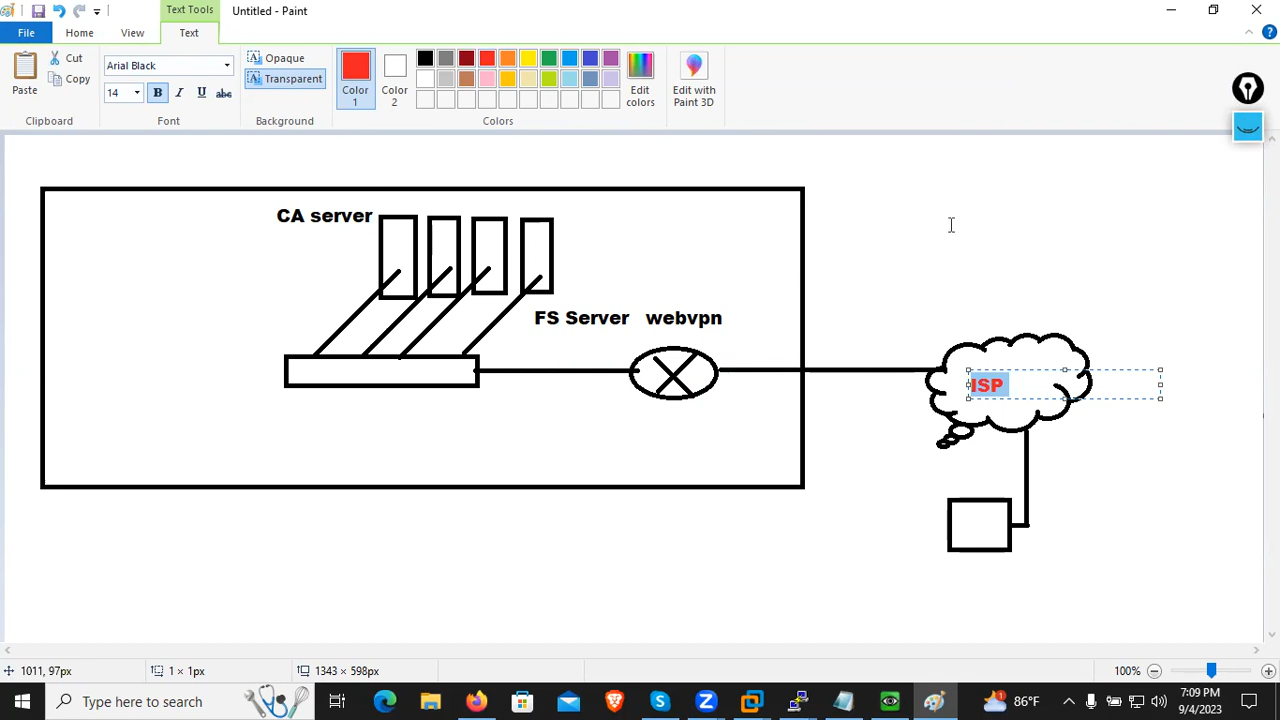 Text Tools
Untitled - Paint
File
Home
View
Text
Paste
Cut
Copy
Clipboard
Arial Black
14
B
I
U
abc
Font
Opaque
Transparent
Background
Color 1
Color 2
Edit colors
Edit with Paint 3D
Colors
CA server
FS Server webvpn
ISP
1011, 97px
1 × 1px
1343 × 598px
100%
Type here to search
1
86°F
7:09 PM
9/4/2023